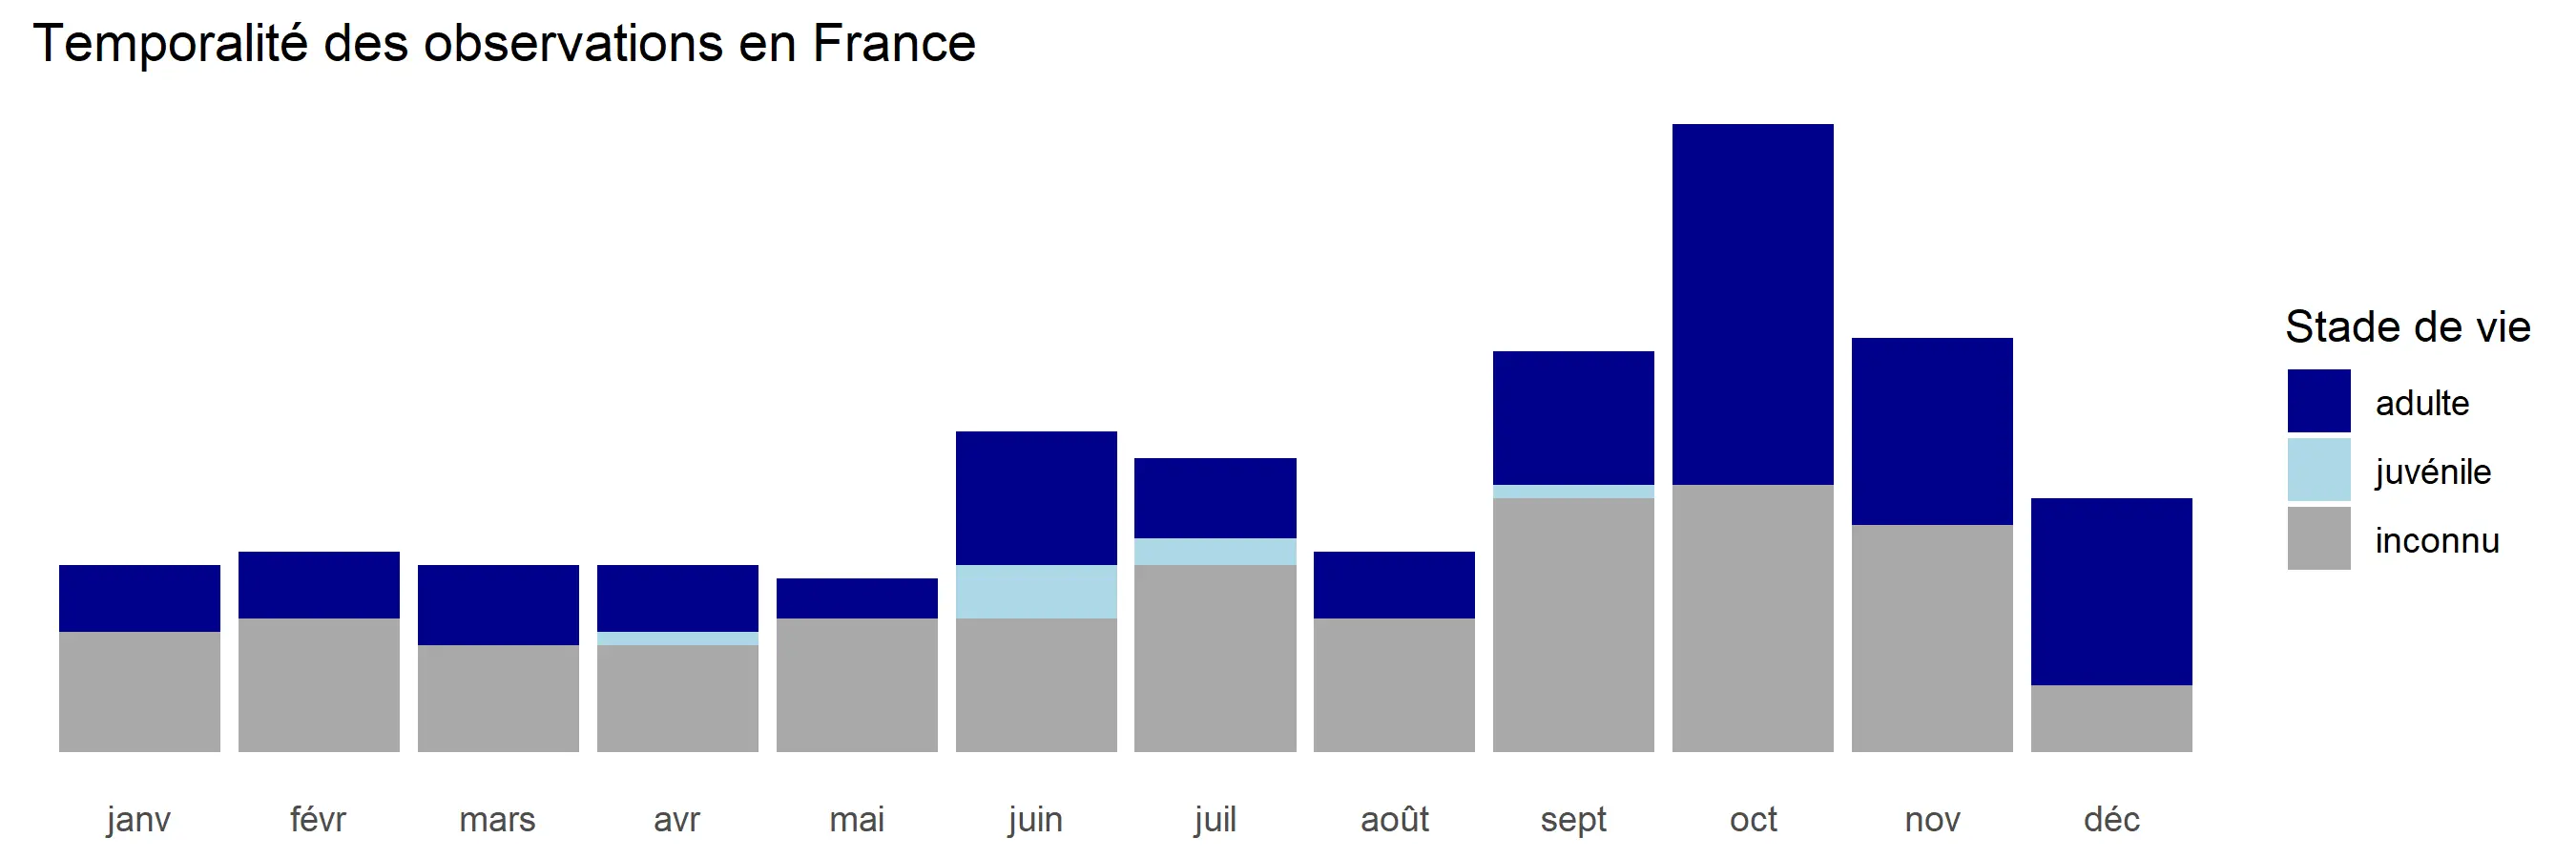 Temporalité des observations en France
Stade de vie
adulte
juvénile
inconnu
janv févr mars avr mai juin juil août sept oct nov déc